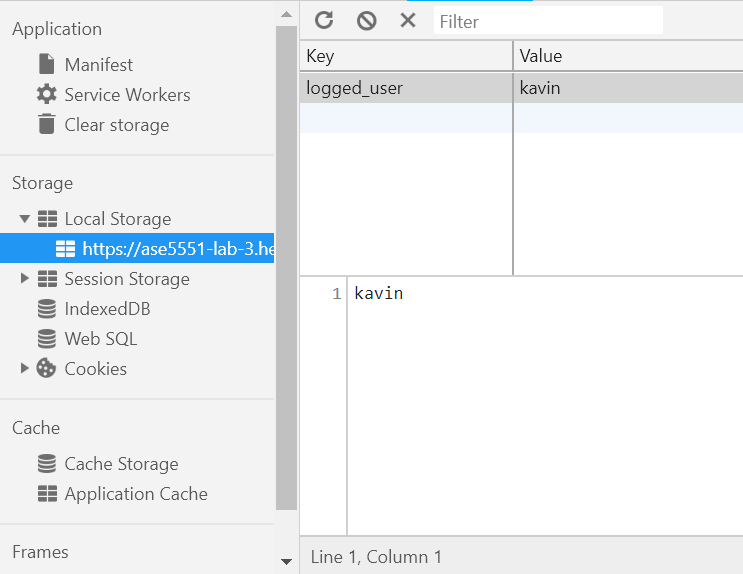 Application
Manifest
Service Workers
Clear storage
Storage
Local Storage
https://ase5551-lab-3.he
Session Storage
IndexedDB
Web SQL
Cookies
Cache
Cache Storage
Application Cache
Frames
Filter
Key Value
logged_user kavin
1 kavin
Line 1, Column 1